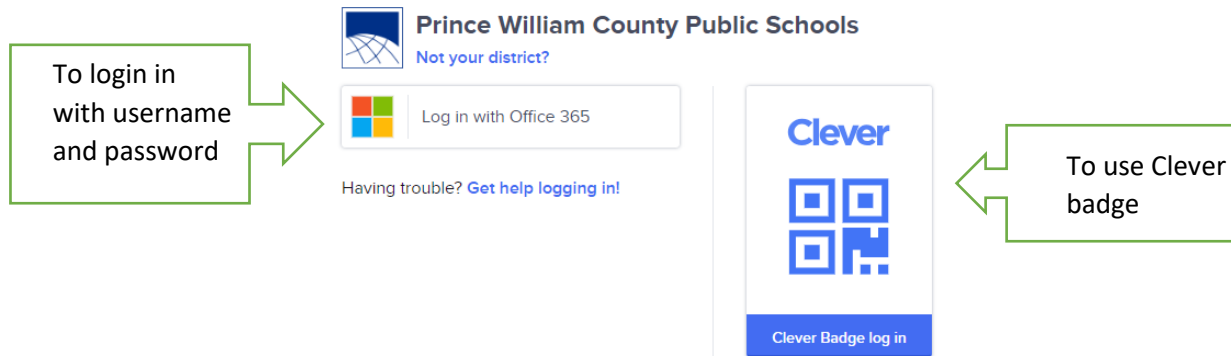 Prince William County Public Schools
Not your district?
To login in
with username
and password
Log in with Office 365
Having trouble? Get help logging in!
Clever
Clever Badge log in
To use Clever
badge